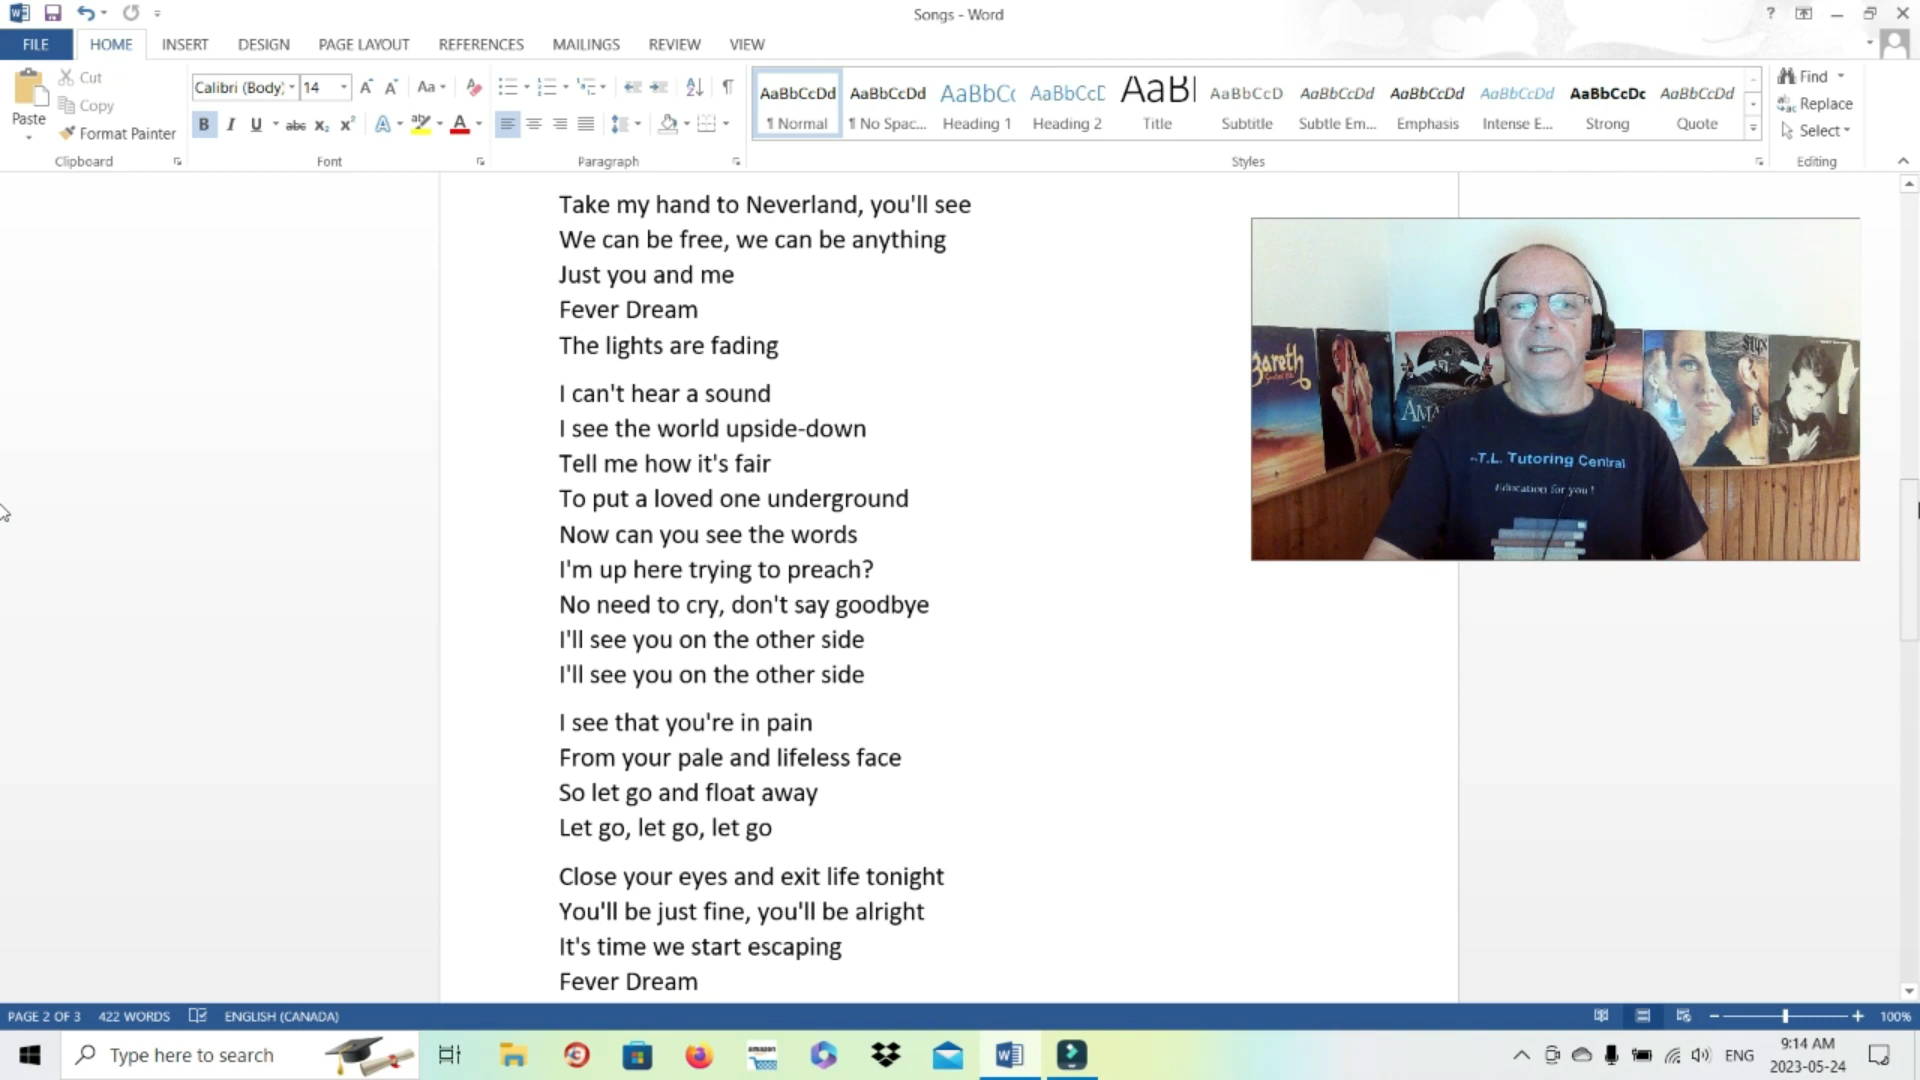 Songs - Word
FILE HOME INSERT DESIGN PAGE LAYOUT REFERENCES MAILINGS REVIEW VIEW
Cut
Copy
Format Painter
Paste
Clipboard
Calibri (Body) 14
Font
Paragraph
AaBbCcDd AaBbCcDd AaBbCc AaBbCcD AaBb AaBbCcD AaBbCcDd AaBbCcDd AaBbCcDd AaBbCcDc AaBbCcDd
¶ Normal ¶ No Spac... Heading 1 Heading 2 Title Subtitle Subtle Em... Emphasis Intense E... Strong Quote
Styles
Find
Replace
Select
Editing
Take my hand to Neverland, you'll see
We can be free, we can be anything
Just you and me
Fever Dream
The lights are fading
I can't hear a sound
I see the world upside-down
Tell me how it's fair
To put a loved one underground
Now can you see the words
I'm up here trying to preach?
No need to cry, don't say goodbye
I'll see you on the other side
I'll see you on the other side
I see that you're in pain
From your pale and lifeless face
So let go and float away
Let go, let go, let go
Close your eyes and exit life tonight
You'll be just fine, you'll be alright
It's time we start escaping
Fever Dream
T.L. Tutoring Central
Education for you !
Styx
PAGE 2 OF 3 422 WORDS ENGLISH (CANADA) 100%
Type here to search
amazon
ENG
9:14 AM
2023-05-24